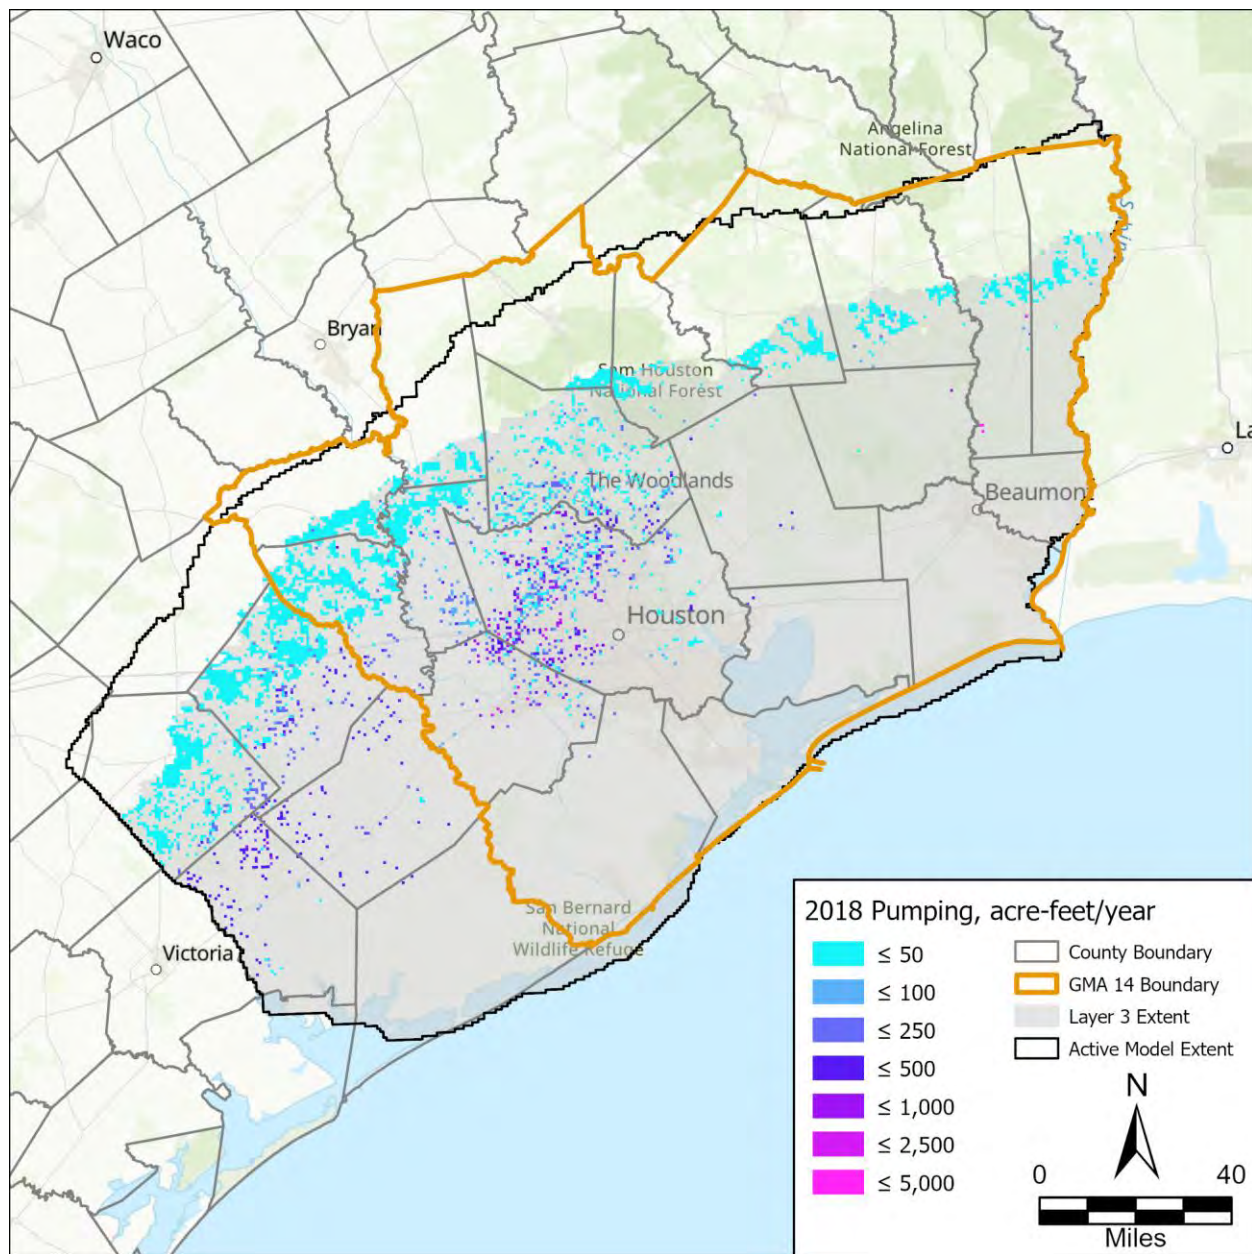 Waco
Angelina
National Forest
Bryan
Sam Houston
National Forest
The Woodlands
Beaumon
La
Houston
San Bernard
National
Wildlife Refuge
Victoria
2018 Pumping, acre-feet/year
≤ 50
≤ 100
≤ 250
≤ 500
≤ 1,000
≤ 2,500
≤ 5,000
County Boundary
GMA 14 Boundary
Layer 3 Extent
Active Model Extent
N
0 40
Miles